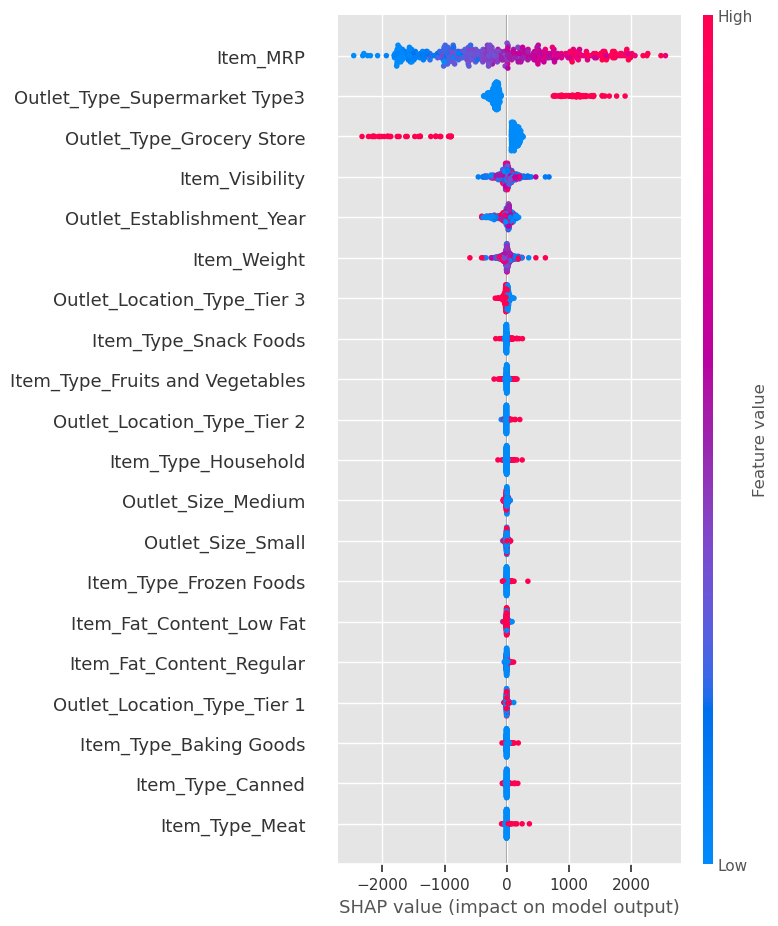 High
Item_MRP
Outlet_Type_Supermarket Type3
Outlet_Type_Grocery Store
Item_Visibility
Outlet_Establishment_Year
Item_Weight
Outlet_Location_Type_Tier 3
Item_Type_Snack Foods
Item_Type_Fruits and Vegetables
Outlet_Location_Type_Tier 2
Item_Type_Household
Outlet_Size_Medium
Outlet_Size_Small
Item_Type_Frozen Foods
Item_Fat_Content_Low Fat
Item_Fat_Content_Regular
Outlet_Location_Type_Tier 1
Item_Type_Baking Goods
Item_Type_Canned
Item_Type_Meat
Feature value
Low
−2000 −1000 0 1000 2000
SHAP value (impact on model output)